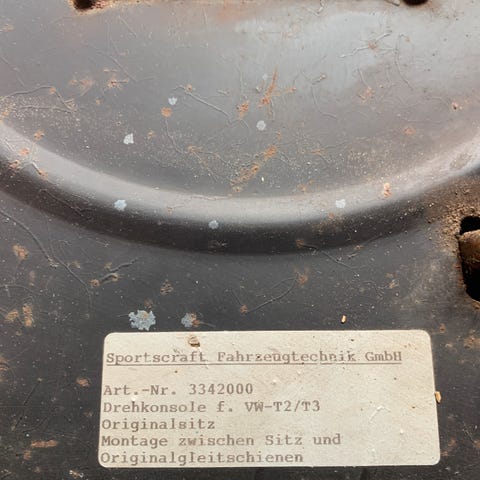 Sportscraft Fahrzeugtechnik GmbH
Art.-Nr. 3342000
Drehkonsole f. VW-T2/T3
Originalsitz
Montage zwischen Sitz und
Originalgleitschienen